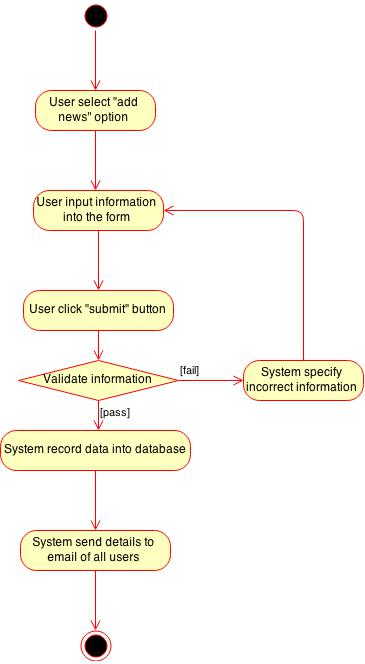 User select "add
news" option
User input information
into the form
User click "submit" button
Validate information
[fail]
System specify
incorrect information
[pass]
System record data into database
System send details to
email of all users